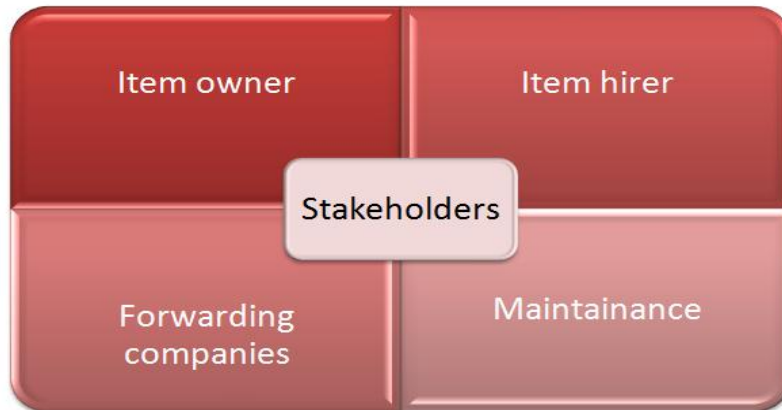 Item owner
Item hirer
Stakeholders
Forwarding
companies
Maintainance